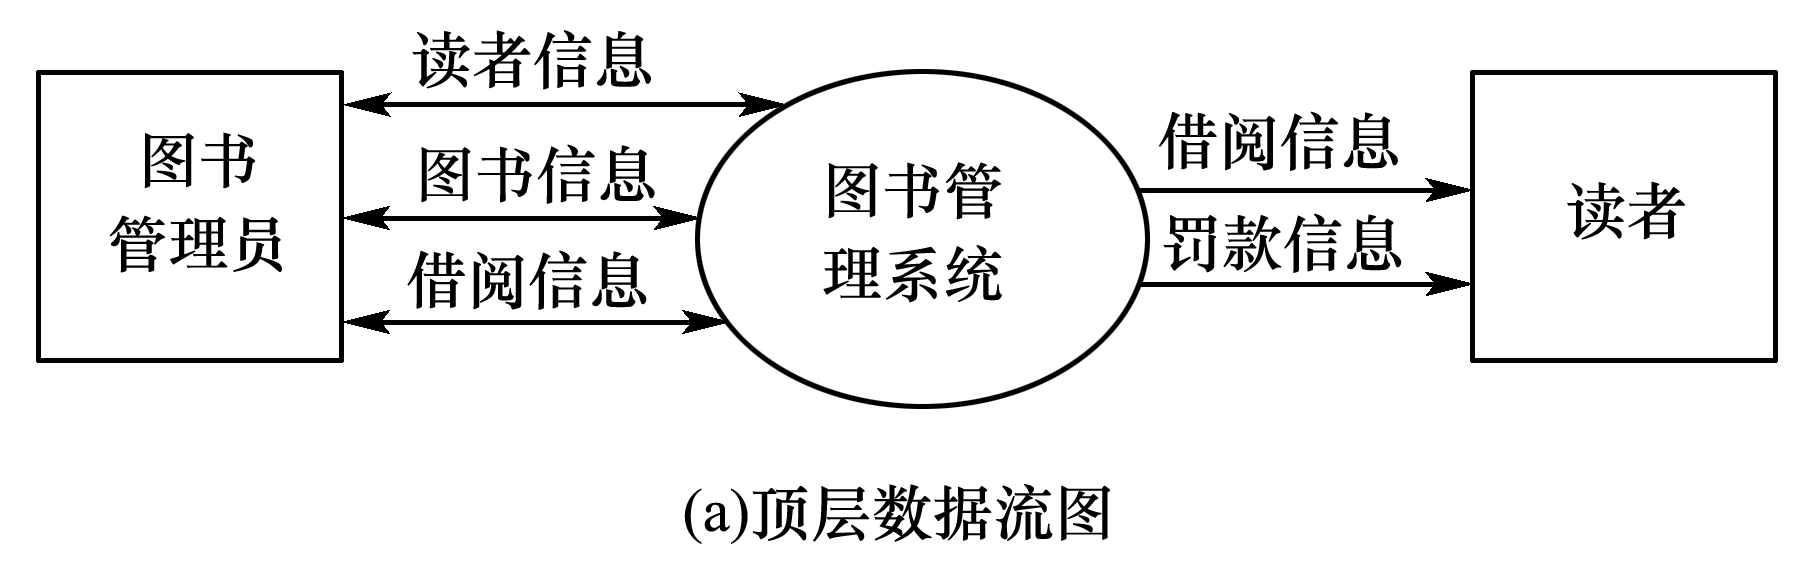 读者信息
图书
管理员
图书信息
借阅信息
图书管
理系统
借阅信息
罚款信息
读者
(a)顶层数据流图